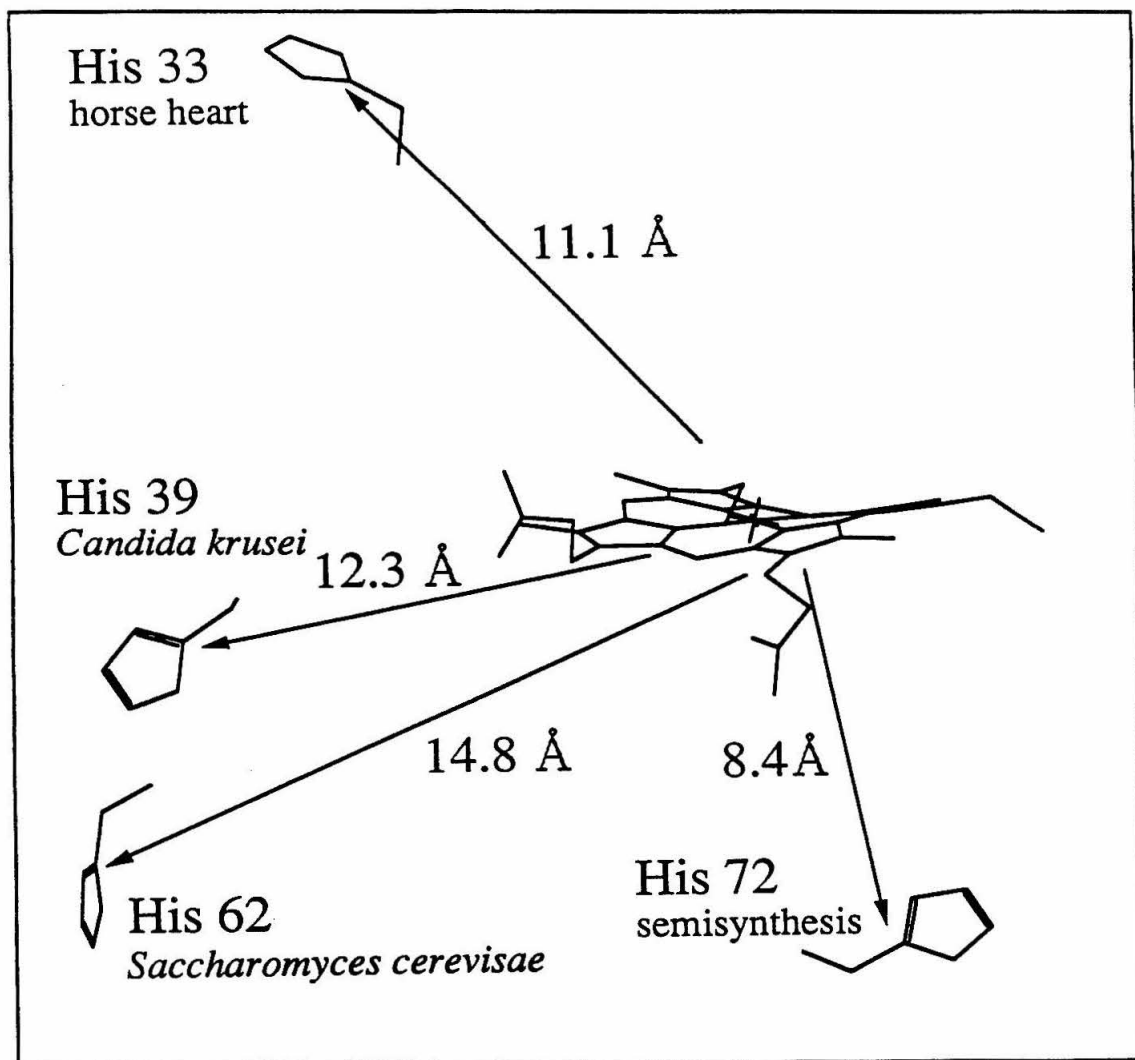 His 33
horse heart
11.1 Å
His 39
Candida krusei
12.3 Å
14.8 Å
8.4Å
His 72
semisynthesis
His 62
Saccharomyces cerevisae